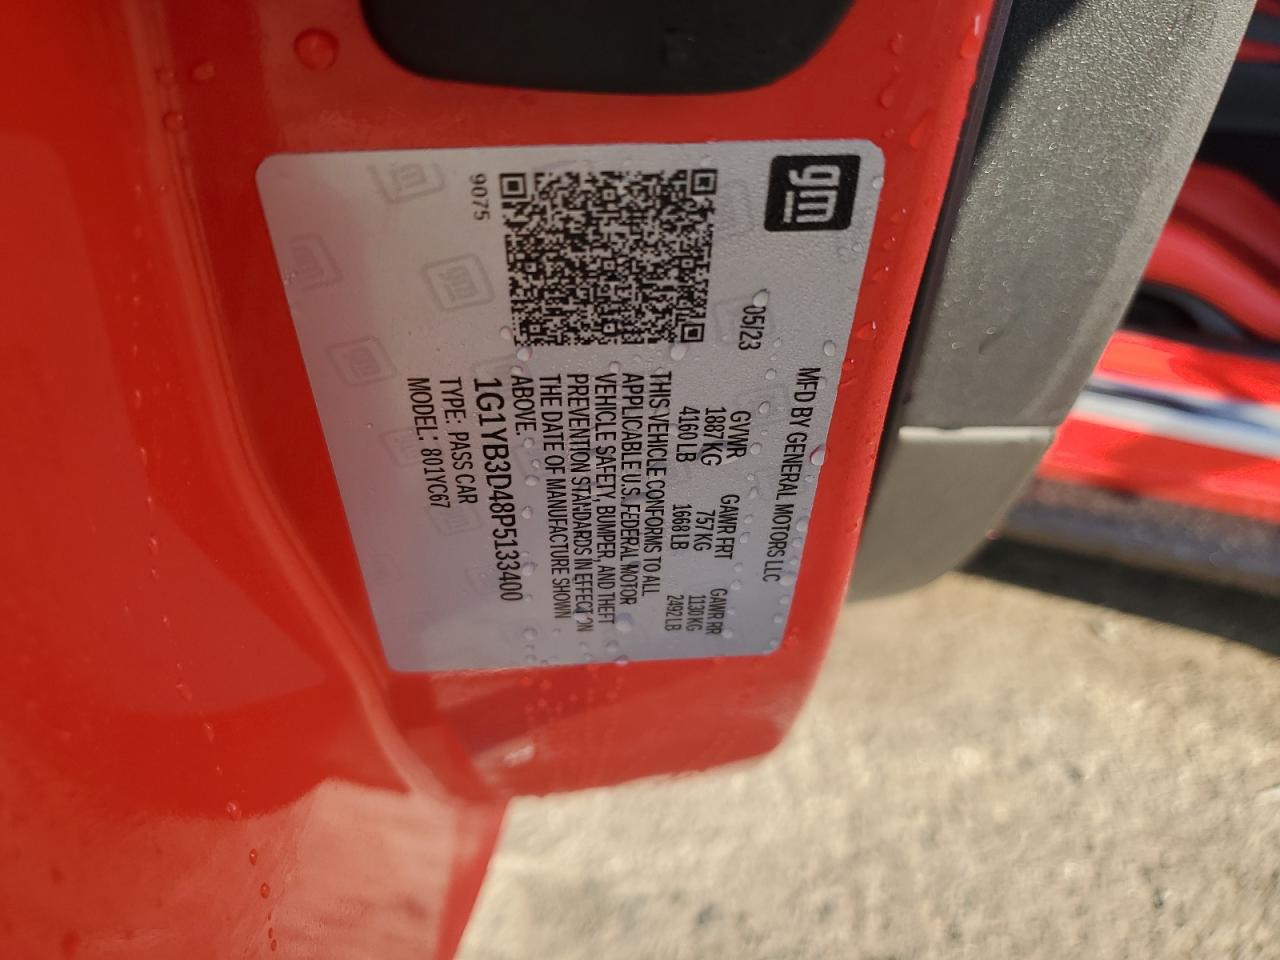 gm
MFD BY GENERAL MOTORS LLC
05/23
GVWR GAWR FRT GAWR RR
1887 KG 757 KG 1130 KG
4160 LB 1668 LB 2492 LB
THIS VEHICLE CONFORMS TO ALL
APPLICABLE U.S. FEDERAL MOTOR
VEHICLE SAFETY, BUMPER, AND THEFT
PREVENTION STANDARDS IN EFFECT ON
THE DATE OF MANUFACTURE SHOWN
ABOVE.
1G1YB3D48P5133400
TYPE: PASS CAR
MODEL: 801YC67
9075